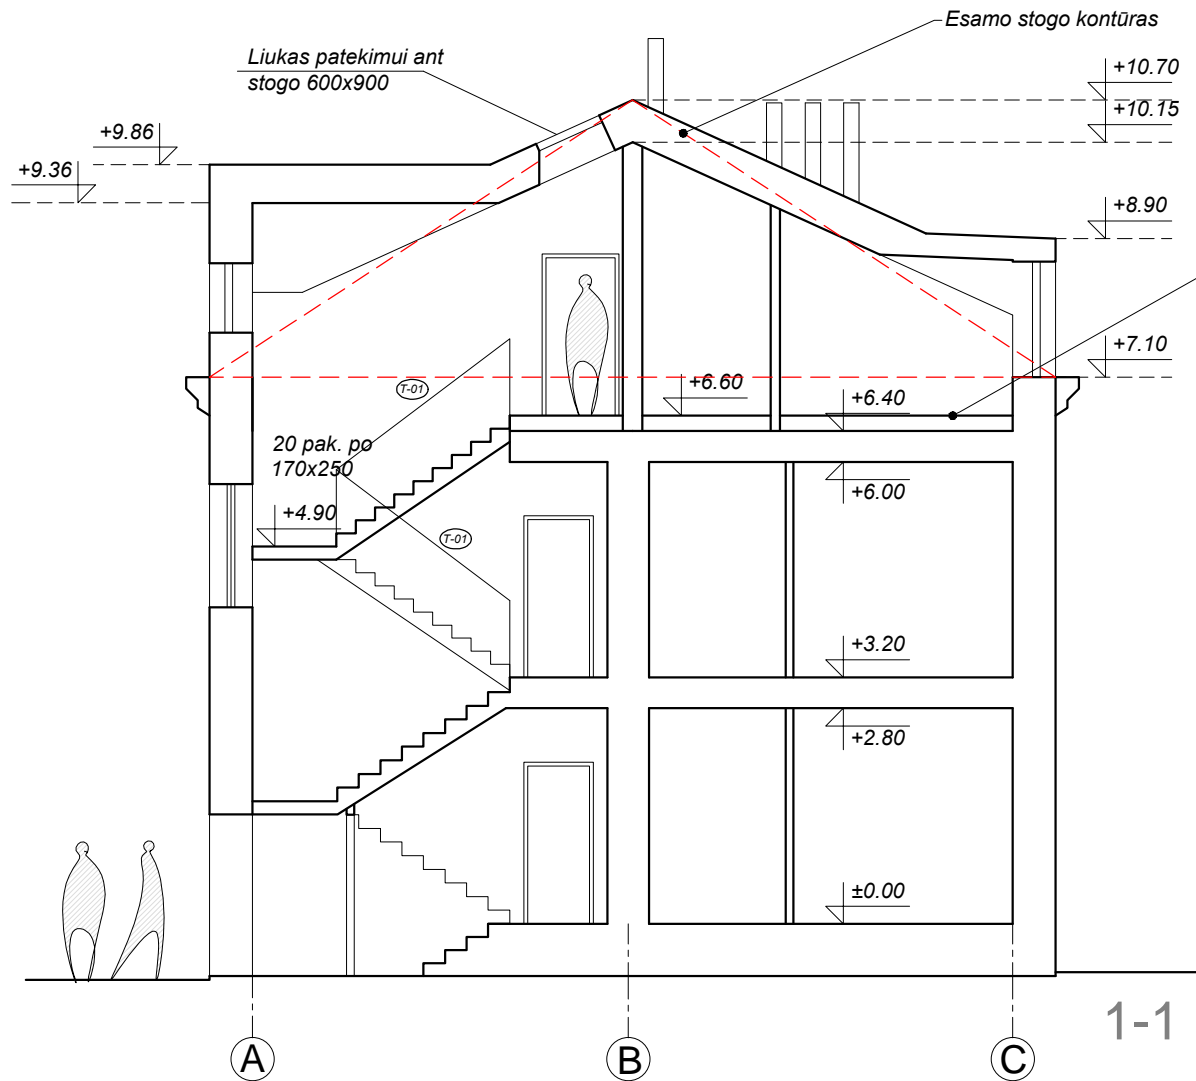 Esamo stogo kontūras
Liukas patekimui ant
stogo 600x900
+10.70
+10.15
+9.86
+9.36
+8.90
+7.10
+6.60
+6.40
T-01
20 pak. po
170x250
+6.00
+4.90
T-01
+3.20
+2.80
±0.00
1-1
A
B
C